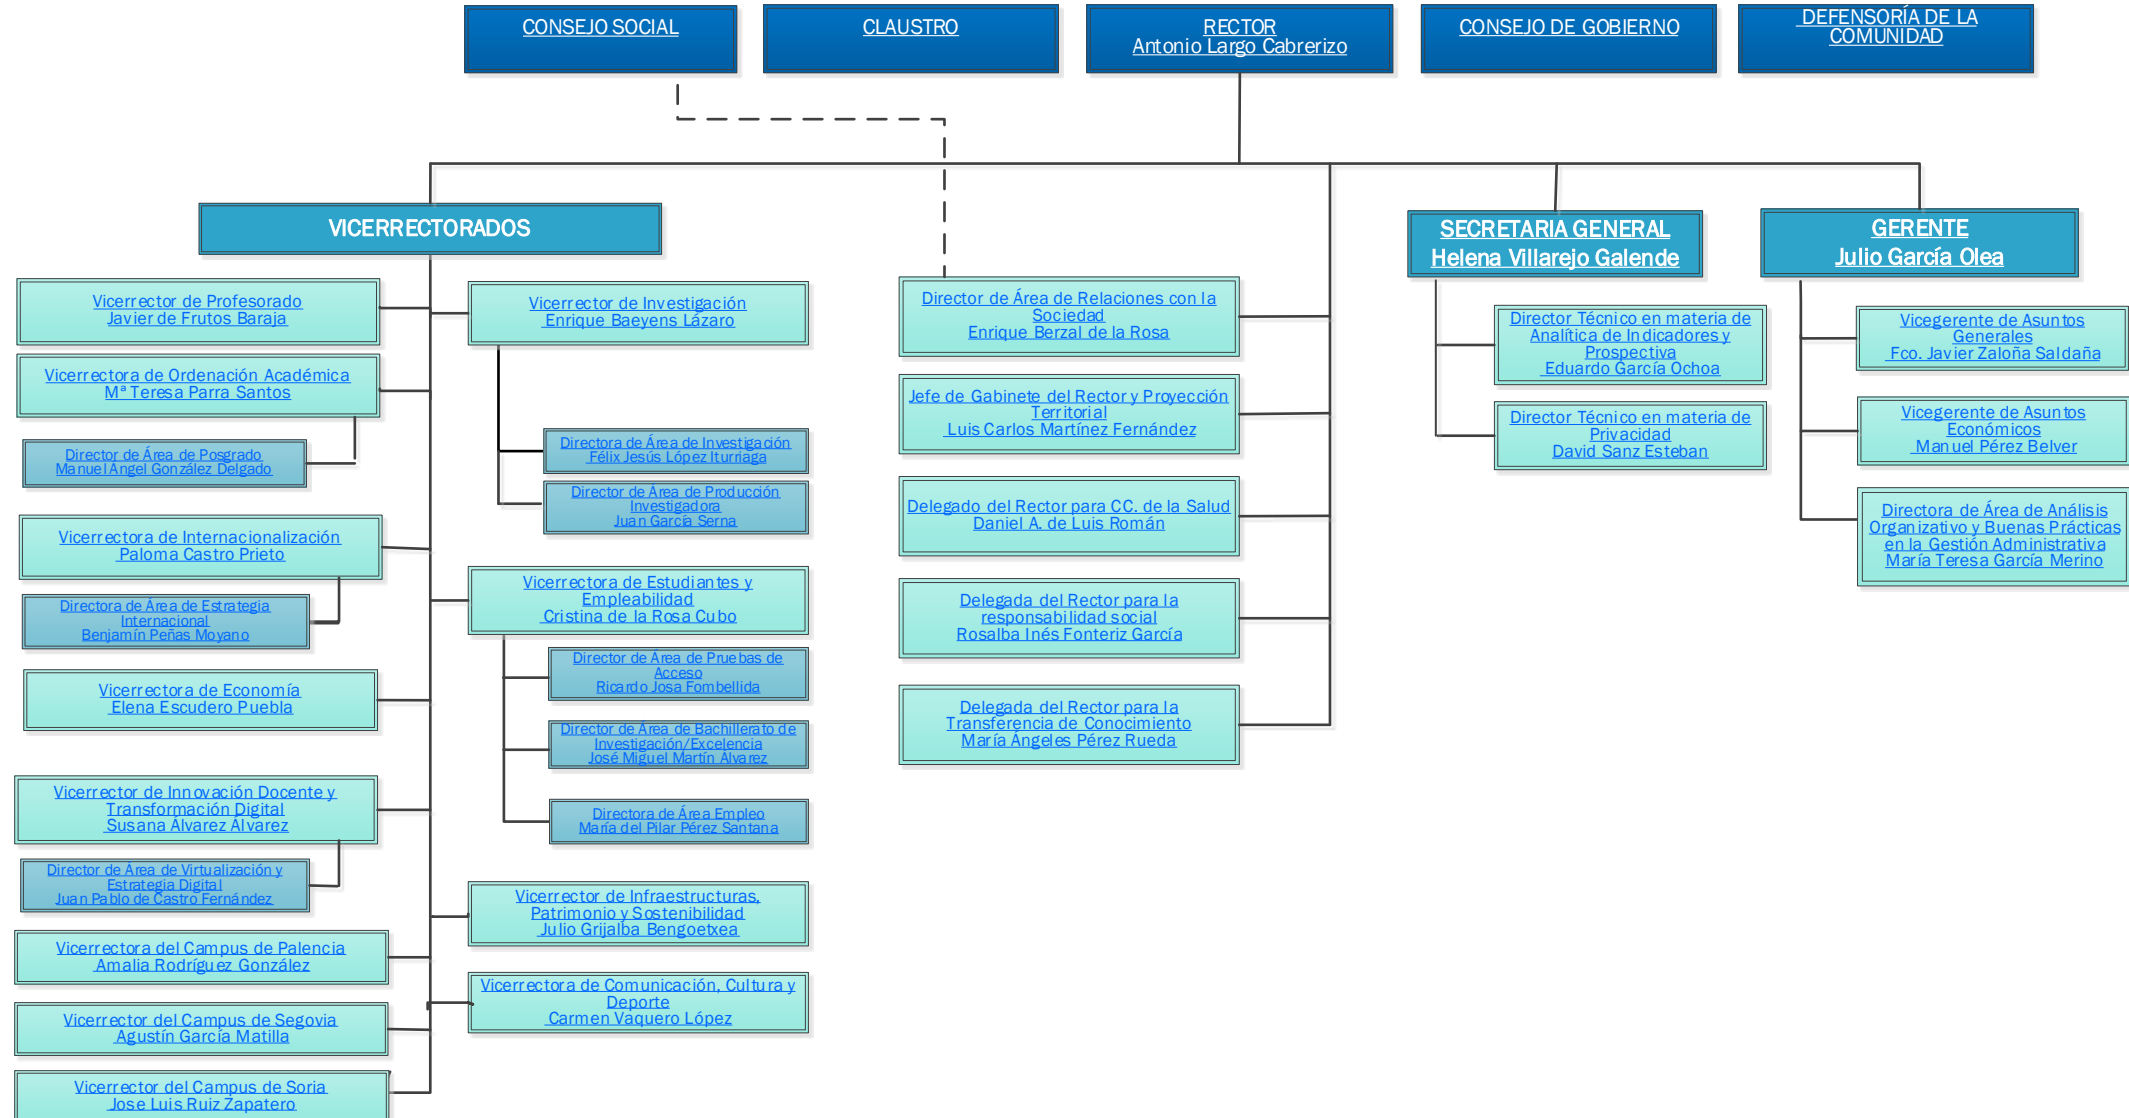 CONSEJO SOCIAL
CLAUSTRO
RECTOR
Antonio Largo Cabrerizo
CONSEJO DE GOBIERNO
DEFENSORÍA DE LA
COMUNIDAD
VICERRECTORADOS
Vicerrector de Profesorado
Javier de Frutos Baraja
Vicerrectora de Ordenación Académica
Mª Teresa Parra Santos
Director de Área de Posgrado
Manuel Angel González Delgado
Vicerrectora de Internacionalización
Paloma Castro Prieto
Directora de Área de Estrategia
Internacional
Benjamín Peñas Moyano
Vicerrectora de Economía
Elena Escudero Puebla
Vicerrector de Innovación Docente y
Transformación Digital
Susana Álvarez Álvarez
Director de Área de Virtualización y
Estrategia Digital
Juan Pablo de Castro Fernández
Vicerrectora del Campus de Palencia
Amalia Rodríguez González
Vicerrector del Campus de Segovia
Agustín García Matilla
Vicerrector del Campus de Soria
Jose Luis Ruiz Zapatero
Vicerrector de Investigación
Enrique Baeyens Lázaro
Directora de Área de Investigación
Félix Jesús López Iturriaga
Director de Área de Producción
Investigadora
Juan García Serna
Vicerrectora de Estudiantes y
Empleabilidad
Cristina de la Rosa Cubo
Director de Área de Pruebas de
Acceso
Ricardo Josa Fombellida
Director de Área de Bachillerato de
Investigación/Excelencia
José Miguel Martín Álvarez
Directora de Área Empleo
María del Pilar Pérez Santana
Vicerrector de Infraestructuras,
Patrimonio y Sostenibilidad
Julio Grijalba Bengoetxea
Vicerrectora de Comunicación, Cultura y
Deporte
Carmen Vaquero López
Director de Área de Relaciones con la
Sociedad
Enrique Berzal de la Rosa
Jefe de Gabinete del Rector y Proyección
Territorial
Luis Carlos Martínez Fernández
Delegado del Rector para CC. de la Salud
Daniel A. de Luis Román
Delegada del Rector para la
responsabilidad social
Rosalba Inés Fonteriz García
Delegada del Rector para la
Transferencia de Conocimiento
María Ángeles Pérez Rueda
SECRETARIA GENERAL
Helena Villarejo Galende
Director Técnico en materia de
Analítica de Indicadores y
Prospectiva
Eduardo García Ochoa
Director Técnico en materia de
Privacidad
David Sanz Esteban
GERENTE
Julio García Olea
Vicegerente de Asuntos
Generales
Fco. Javier Zaloña Saldaña
Vicegerente de Asuntos
Económicos
Manuel Pérez Belver
Directora de Área de Análisis
Organizativo y Buenas Prácticas
en la Gestión Administrativa
María Teresa García Merino